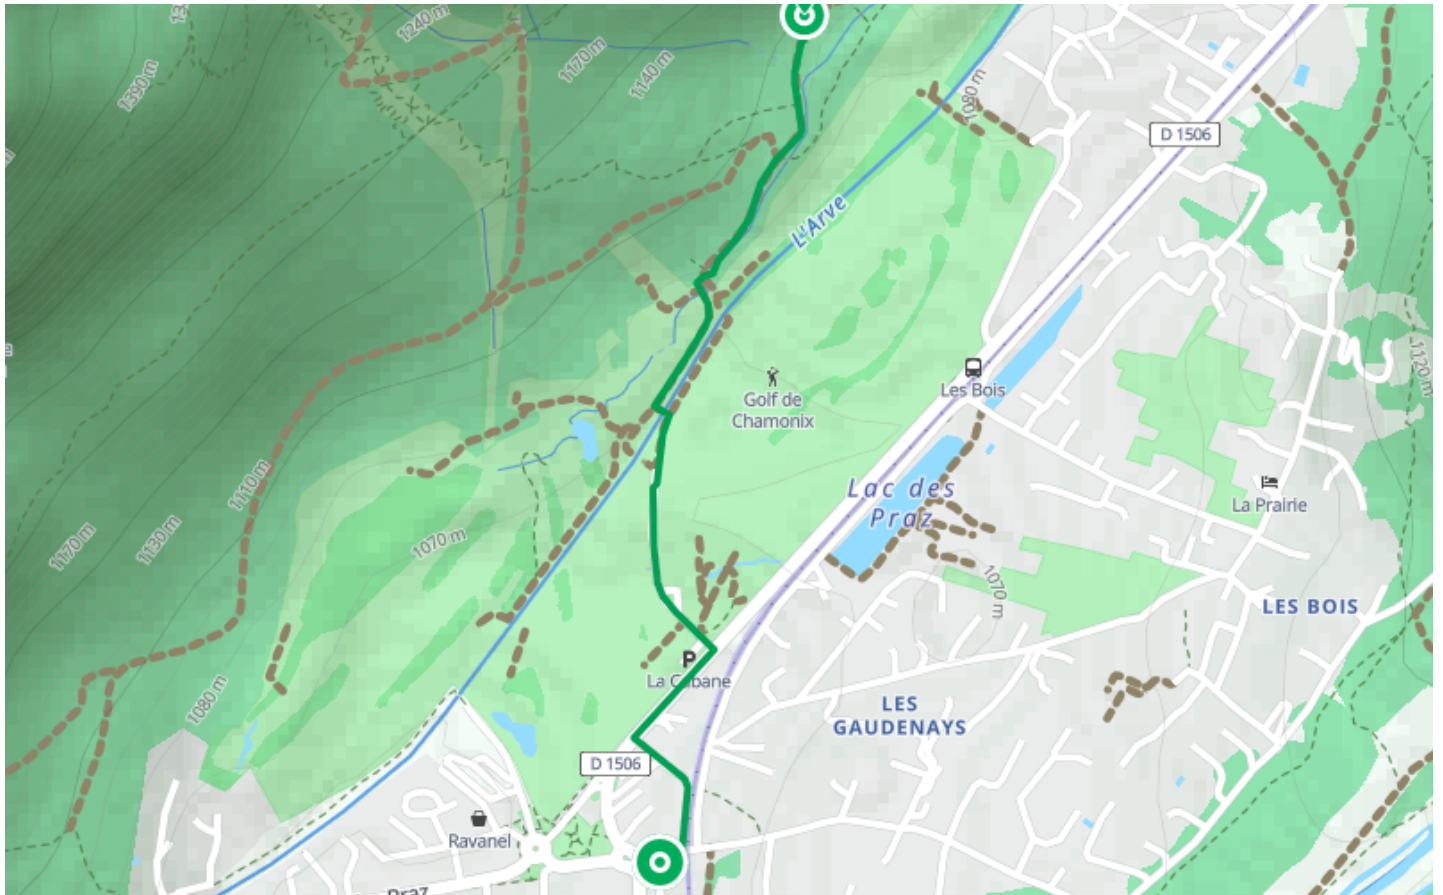 1240 m
1170 m
1140 m
1390 m
1080 m
D 1506
L'Arve
Golf de
Chamonix
Les Bois
Lac des
Praz
La Prairie
1120 m
1110 m
1170 m
1130 m
1070 m
1070 m
LES BOIS
P
La Cabane
1080 m
LES
GAUDENAYS
D 1506
Ravanel
Praz